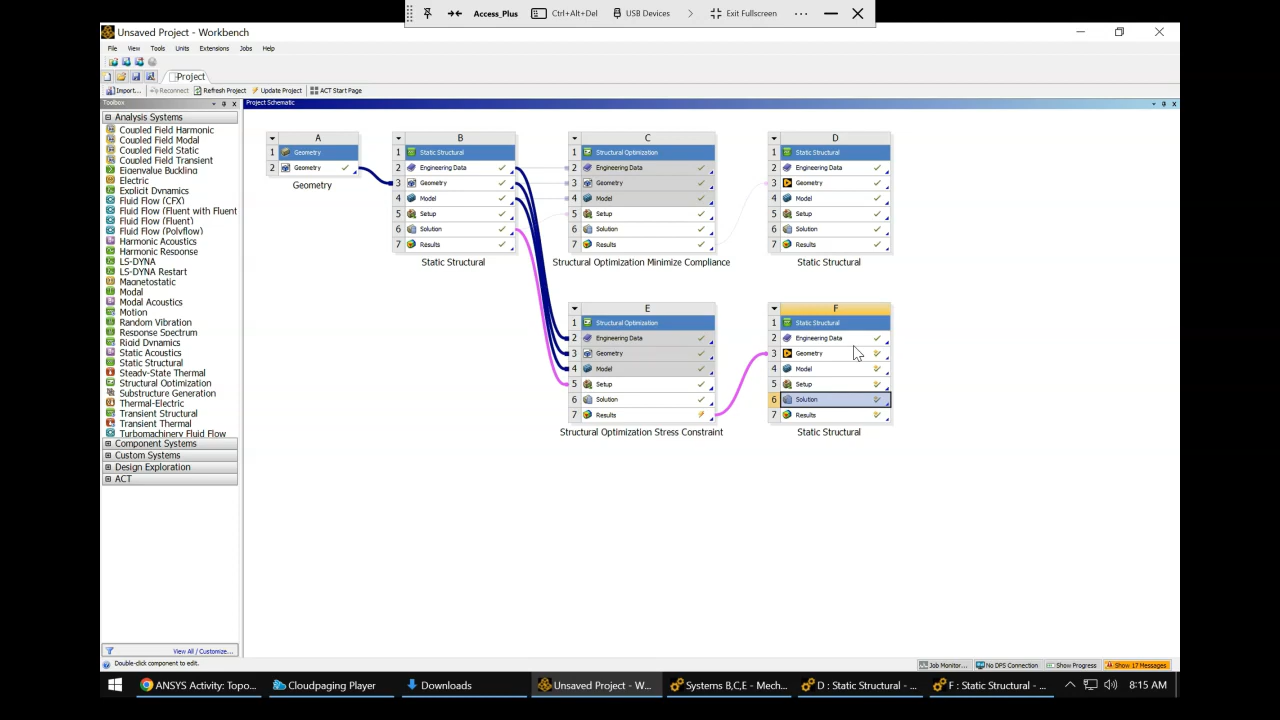 Access_Plus Ctrl+Alt+Del USB Devices Exit Fullscreen
Unsaved Project - Workbench
File View Tools Units Extensions Jobs Help
Project
Import... Reconnect Refresh Project Update Project ACT Start Page
Toolbox
Project Schematic
Analysis Systems
Coupled Field Harmonic
Coupled Field Modal
Coupled Field Static
Coupled Field Transient
Eigenvalue Buckling
Electric
Explicit Dynamics
Fluid Flow (CFX)
Fluid Flow (Fluent with Fluent
Fluid Flow (Fluent)
Fluid Flow (Polyflow)
Harmonic Acoustics
Harmonic Response
LS-DYNA
LS-DYNA Restart
Magnetostatic
Modal
Modal Acoustics
Motion
Random Vibration
Response Spectrum
Rigid Dynamics
Static Acoustics
Static Structural
Steady-State Thermal
Structural Optimization
Substructure Generation
Thermal-Electric
Transient Structural
Transient Thermal
Turbomachinery Fluid Flow
Component Systems
Custom Systems
Design Exploration
ACT
View All / Customize...
A
1 Geometry
2 Geometry
Geometry
B
1 Static Structural
2 Engineering Data
3 Geometry
4 Model
5 Setup
6 Solution
7 Results
Static Structural
C
1 Structural Optimization
2 Engineering Data
3 Geometry
4 Model
5 Setup
6 Solution
7 Results
Structural Optimization Minimize Compliance
D
1 Static Structural
2 Engineering Data
3 Geometry
4 Model
5 Setup
6 Solution
7 Results
Static Structural
E
1 Structural Optimization
2 Engineering Data
3 Geometry
4 Model
5 Setup
6 Solution
7 Results
Structural Optimization Stress Constraint
F
1 Static Structural
2 Engineering Data
3 Geometry
4 Model
5 Setup
6 Solution
7 Results
Static Structural
Double-click component to edit.
Job Monitor... No DPS Connection Show Progress Show 17 Messages
ANSYS Activity: Topo... Cloudpaging Player Downloads Unsaved Project - W... Systems B,C,E - Mech... D : Static Structural - ... F : Static Structural - ... 8:15 AM